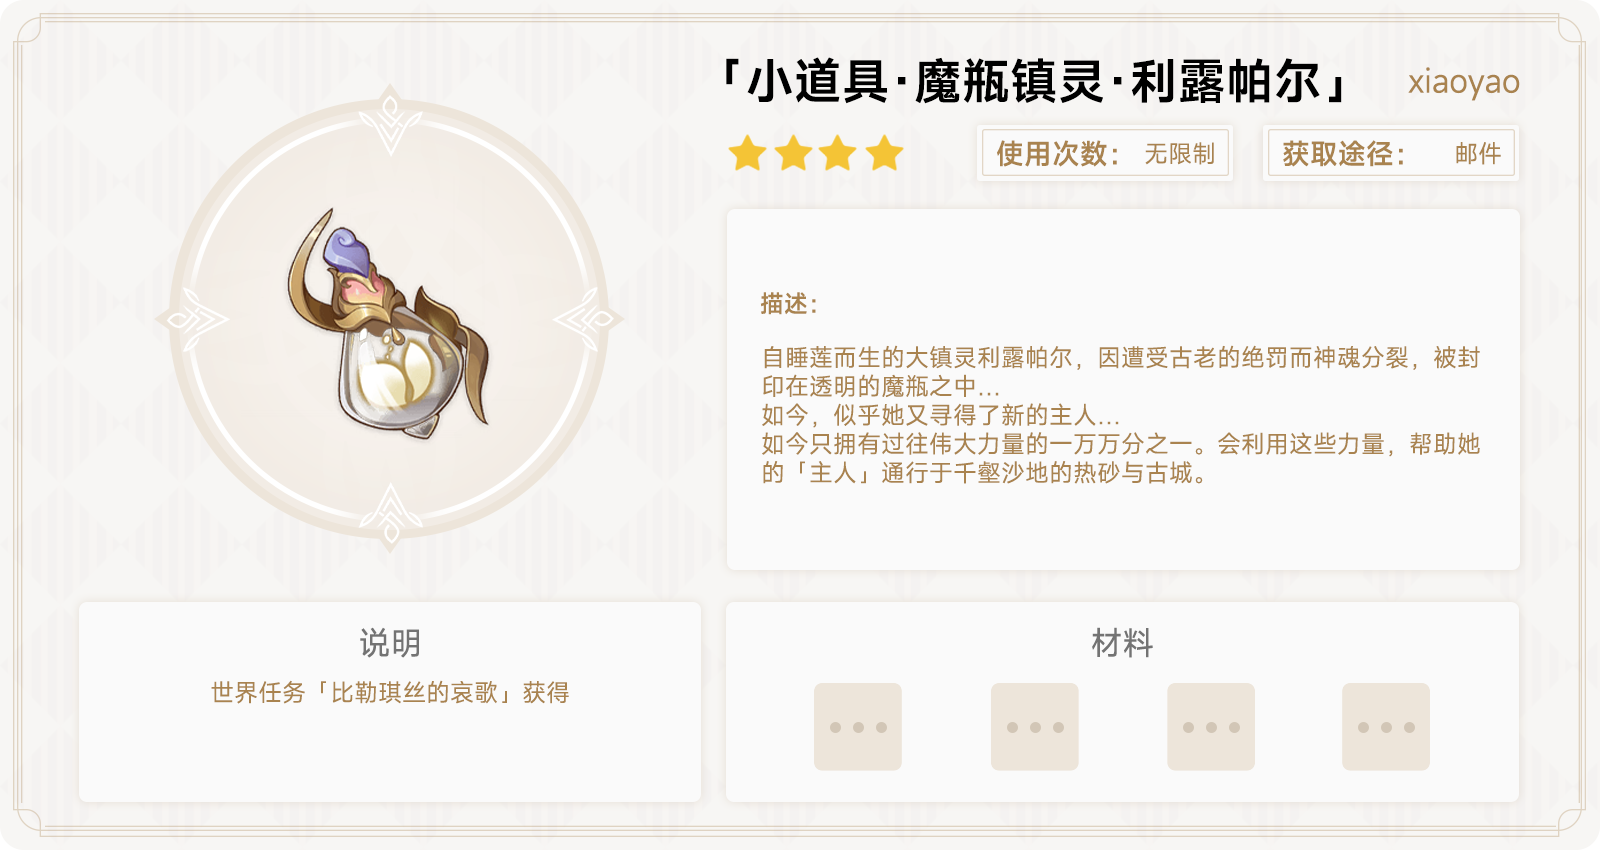 「小道具·魔瓶镇灵·利露帕尔」 xiaoyao
使用次数： 无限制 获取途径： 邮件
描述：
自睡莲而生的大镇灵利露帕尔，因遭受古老的绝罚而神魂分裂，被封
印在透明的魔瓶之中…
如今，似乎她又寻得了新的主人…
如今只拥有过往伟大力量的一万万分之一。会利用这些力量，帮助她
的「主人」通行于千壑沙地的热砂与古城。
说明
世界任务「比勒琪丝的哀歌」获得
材料